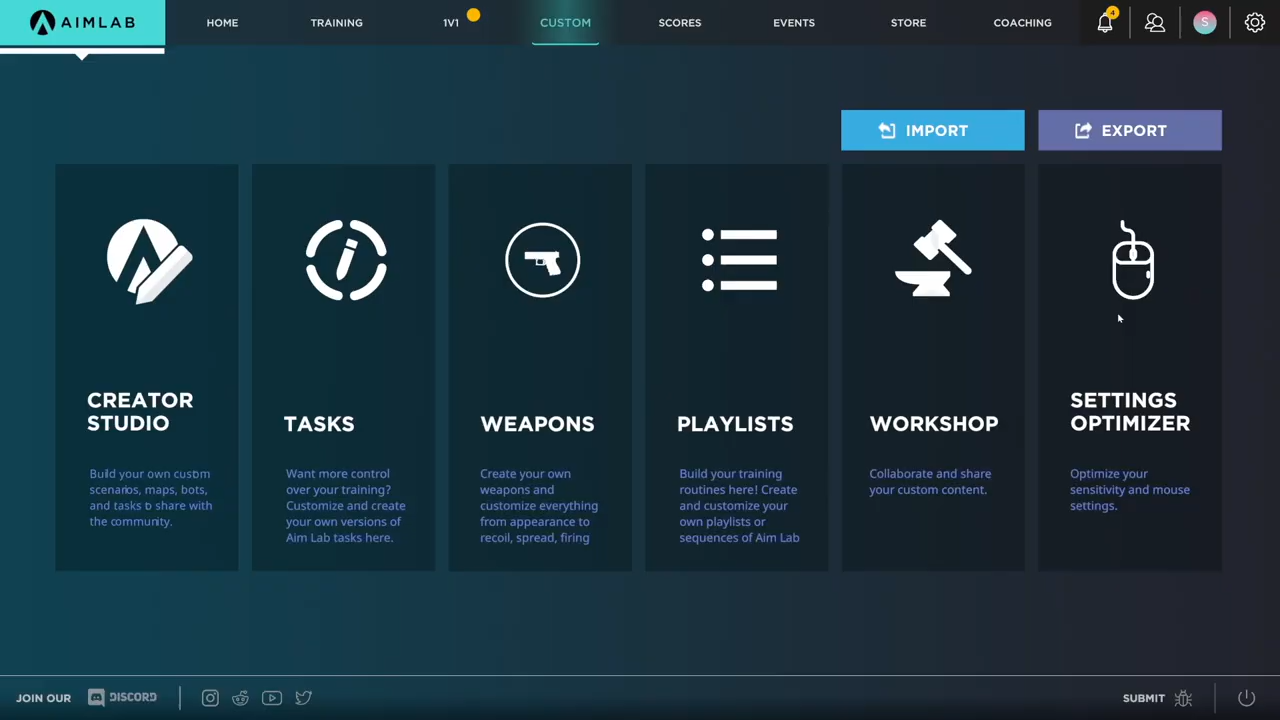 AIMLAB
HOME
TRAINING
1V1
CUSTOM
SCORES
EVENTS
STORE
COACHING
4
S
IMPORT
EXPORT
CREATOR
STUDIO
Build your own custom
scenarios, maps, bots,
and tasks to share with
the community.
TASKS
Want more control
over your training?
Customize and create
your own versions of
Aim Lab tasks here.
WEAPONS
Create your own
weapons and
customize everything
from appearance to
recoil, spread, firing
PLAYLISTS
Build your training
routines here! Create
and customize your
own playlists or
sequences of Aim Lab
WORKSHOP
Collaborate and share
your custom content.
SETTINGS
OPTIMIZER
Optimize your
sensitivity and mouse
settings.
JOIN OUR
DISCORD
SUBMIT